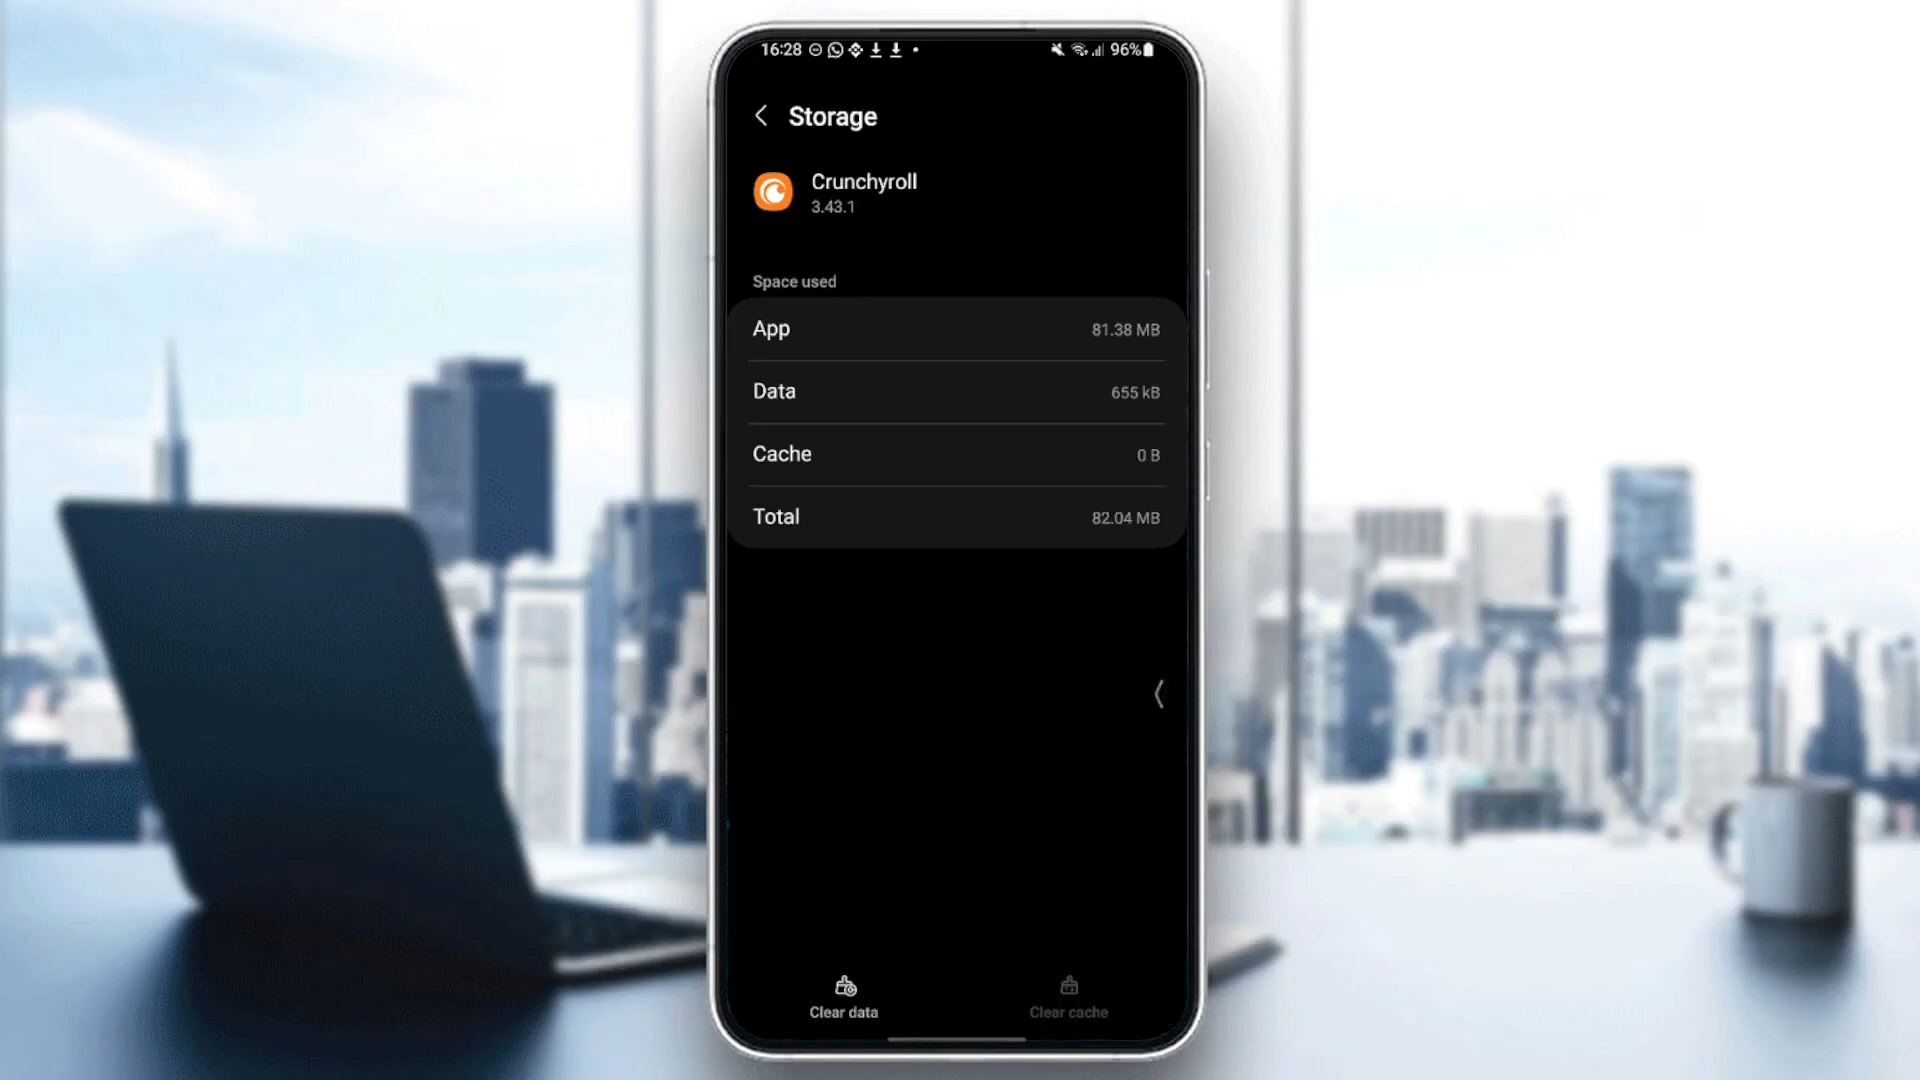 16:28 96%
Storage
Crunchyroll
3.43.1
Space used
App 81.38 MB
Data 655 kB
Cache 0 B
Total 82.04 MB
Clear data Clear cache